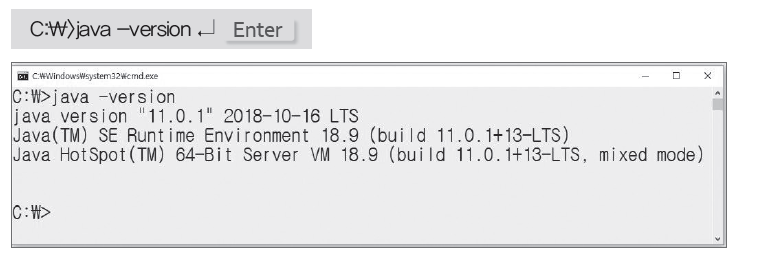 C:₩>java –version ↵ Enter
C:₩Windows₩system32₩cmd.exe
C:₩>java -version
java version "11.0.1" 2018-10-16 LTS
Java(TM) SE Runtime Environment 18.9 (build 11.0.1+13-LTS)
Java HotSpot(TM) 64-Bit Server VM 18.9 (build 11.0.1+13-LTS, mixed mode)
C:₩>